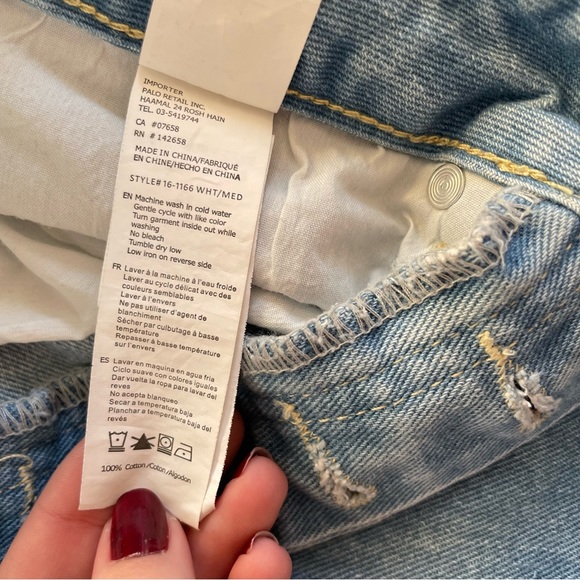 IMPORTER
PALO RETAIL INC.
HAAMAL 24 ROSH HAIN
TEL. 03-5419744
CA #07658
RN # 142658
MADE IN CHINA/FABRIQUÉ
EN CHINE/HECHO EN CHINA
STYLE# 16-1166 WHT/MED
EN Machine wash in cold water
Gentle cycle with like color
Turn garment inside out while
washing
No bleach
Tumble dry low
Low iron on reverse side
FR Laver à la machine à l'eau froide
Laver au cycle délicat avec des
couleurs semblables
Laver à l'envers
Ne pas utiliser d'agent de
blanchiment
Sécher par culbutage à basse
température
Repasser à basse température
sur l'envers
ES Lavar en maquina en agua fria
Ciclo suave con colores iguales
Dar vuelta la ropa para lavar del
reves
No acepta blanqueas
Secar a temperatura baja
Planchar a temperatura baja del
revés
100% Cotton/Coton/Algodon